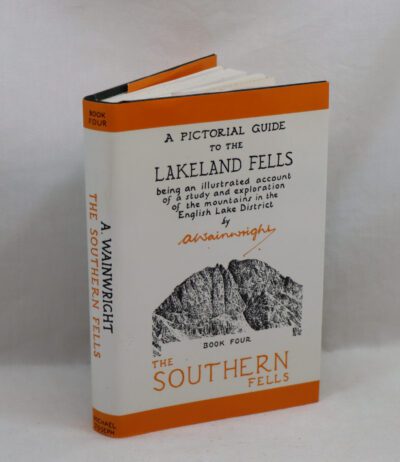 BOOK
FOUR
A. WAINWRIGHT
THE SOUTHERN FELLS
MICHAEL
JOSEPH
A PICTORIAL GUIDE
TO THE
LAKELAND FELLS
being an illustrated account
of a study and exploration
of the mountains in the
English Lake District
by
AWainwright
BOOK FOUR
THE
SOUTHERN
FELLS